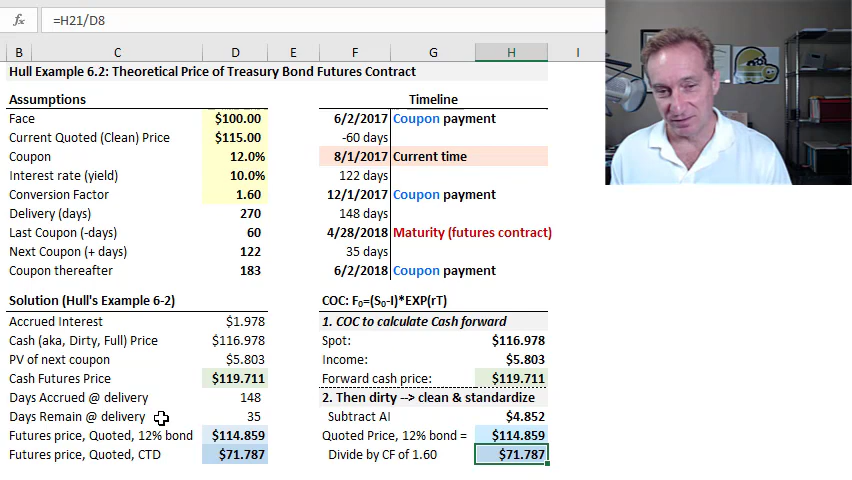 fx =H21/D8
B C D E F G H I
Hull Example 6.2: Theoretical Price of Treasury Bond Futures Contract
Assumptions Timeline
Face $100.00 6/2/2017 Coupon payment
Current Quoted (Clean) Price $115.00 -60 days
Coupon 12.0% 8/1/2017 Current time
Interest rate (yield) 10.0% 122 days
Conversion Factor 1.60 12/1/2017 Coupon payment
Delivery (days) 270 148 days
Last Coupon (-days) 60 4/28/2018 Maturity (futures contract)
Next Coupon (+ days) 122 35 days
Coupon thereafter 183 6/2/2018 Coupon payment
Solution (Hull's Example 6-2) COC: F₀=(S₀-I)*EXP(rT)
Accrued Interest $1.978 1. COC to calculate Cash forward
Cash (aka, Dirty, Full) Price $116.978 Spot: $116.978
PV of next coupon $5.803 Income: $5.803
Cash Futures Price $119.711 Forward cash price: $119.711
Days Accrued @ delivery 148 2. Then dirty --> clean & standardize
Days Remain @ delivery 35 Subtract AI $4.852
Futures price, Quoted, 12% bond $114.859 Quoted Price, 12% bond = $114.859
Futures price, Quoted, CTD $71.787 Divide by CF of 1.60 $71.787